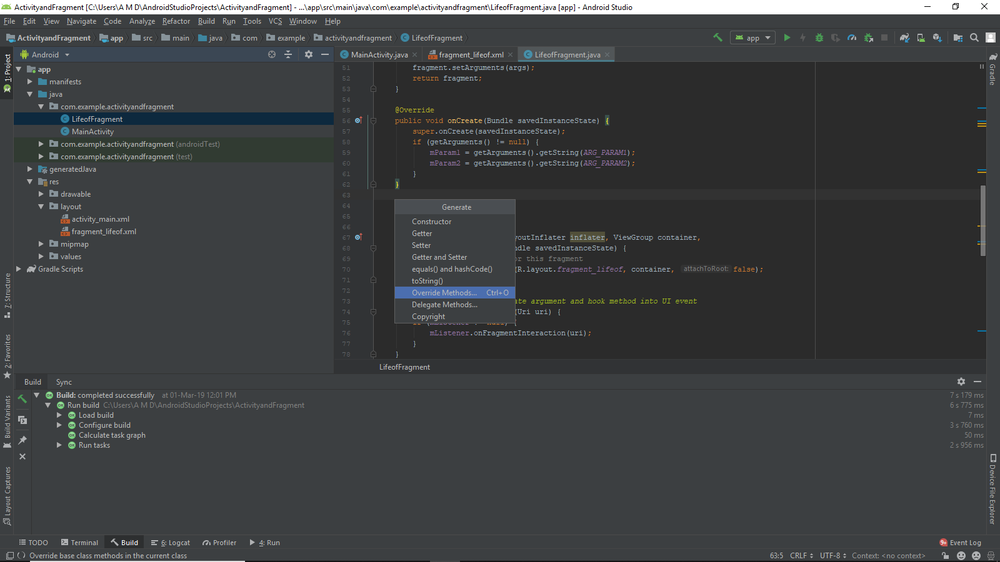 ActivityandFragment [C:\Users\A M D\AndroidStudioProjects\ActivityandFragment] - ...\app\src\main\java\com\example\activityandfragment\LifeofFragment.java [app] - Android Studio
File Edit View Navigate Code Analyze Refactor Build Run Tools VCS Window Help
ActivityandFragment app src main java com example activityandfragment LifeofFragment
app
1: Project
7: Structure
2: Favorites
Build Variants
Layout Captures
Android
app
manifests
java
com.example.activityandfragment
LifeofFragment
MainActivity
com.example.activityandfragment (androidTest)
com.example.activityandfragment (test)
generatedJava
res
drawable
layout
activity_main.xml
fragment_lifeof.xml
mipmap
values
Gradle Scripts
MainActivity.java fragment_lifeof.xml LifeofFragment.java
51 fragment.setArguments(args);
52 return fragment;
53 }
54
55 @Override
56 public void onCreate(Bundle savedInstanceState) {
57 super.onCreate(savedInstanceState);
58 if (getArguments() != null) {
59 mParam1 = getArguments().getString(ARG_PARAM1);
60 mParam2 = getArguments().getString(ARG_PARAM2);
61 }
62 }
63
64
65
66
67 youtInflater inflater, ViewGroup container,
68 ndle savedInstanceState) {
69 or this fragment
70 (R.layout.fragment_lifeof, container, attachToRoot: false);
71
72
73 ate argument and hook method into UI event
74 (Uri uri) {
75
76 mListener.onFragmentInteraction(uri);
77 }
78 }
Generate
Constructor
Getter
Setter
Getter and Setter
equals() and hashCode()
toString()
Override Methods... Ctrl+O
Delegate Methods...
Copyright
LifeofFragment
Gradle
Device File Explorer
Build Sync
Build: completed successfully at 01-Mar-19 12:01 PM 7 s 179 ms
Run build C:\Users\A M D\AndroidStudioProjects\ActivityandFragment 6 s 775 ms
Load build 7 ms
Configure build 3 s 760 ms
Calculate task graph 50 ms
Run tasks 2 s 956 ms
TODO Terminal Build 6: Logcat Profiler 4: Run 9+ Event Log
Override base class methods in the current class 63:5 CRLF UTF-8 Context: <no context>